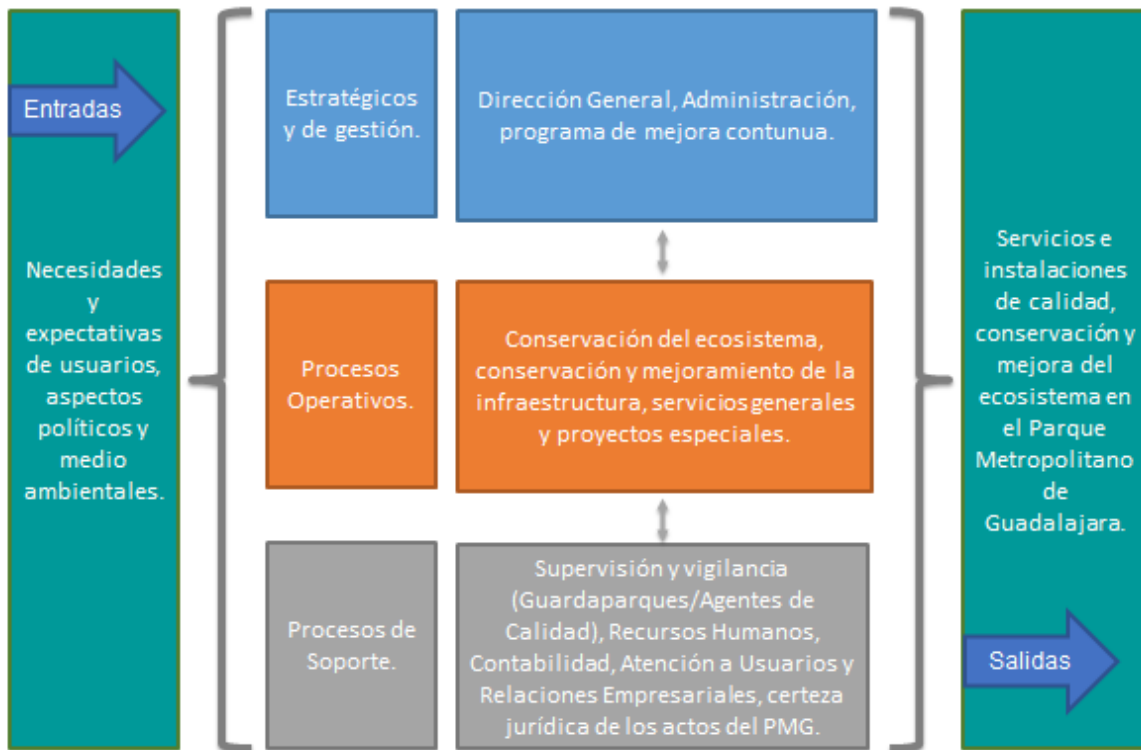 Entradas
Necesidades
y
expectativas
de usuarios,
aspectos
políticos y
medio
ambientales.
Estratégicos
y de gestión.
Dirección General, Administración,
programa de mejora contunua.
Procesos
Operativos.
Conservación del ecosistema,
conservación y mejoramiento de la
infraestructura, servicios generales
y proyectos especiales.
Procesos de
Soporte.
Supervisión y vigilancia
(Guardaparques/Agentes de
Calidad), Recursos Humanos,
Contabilidad, Atención a Usuarios y
Relaciones Empresariales, certeza
jurídica de los actos del PMG.
Servicios e
instalaciones
de calidad,
conservación y
mejora del
ecosistema en
el Parque
Metropolitano
de
Guadalajara.
Salidas